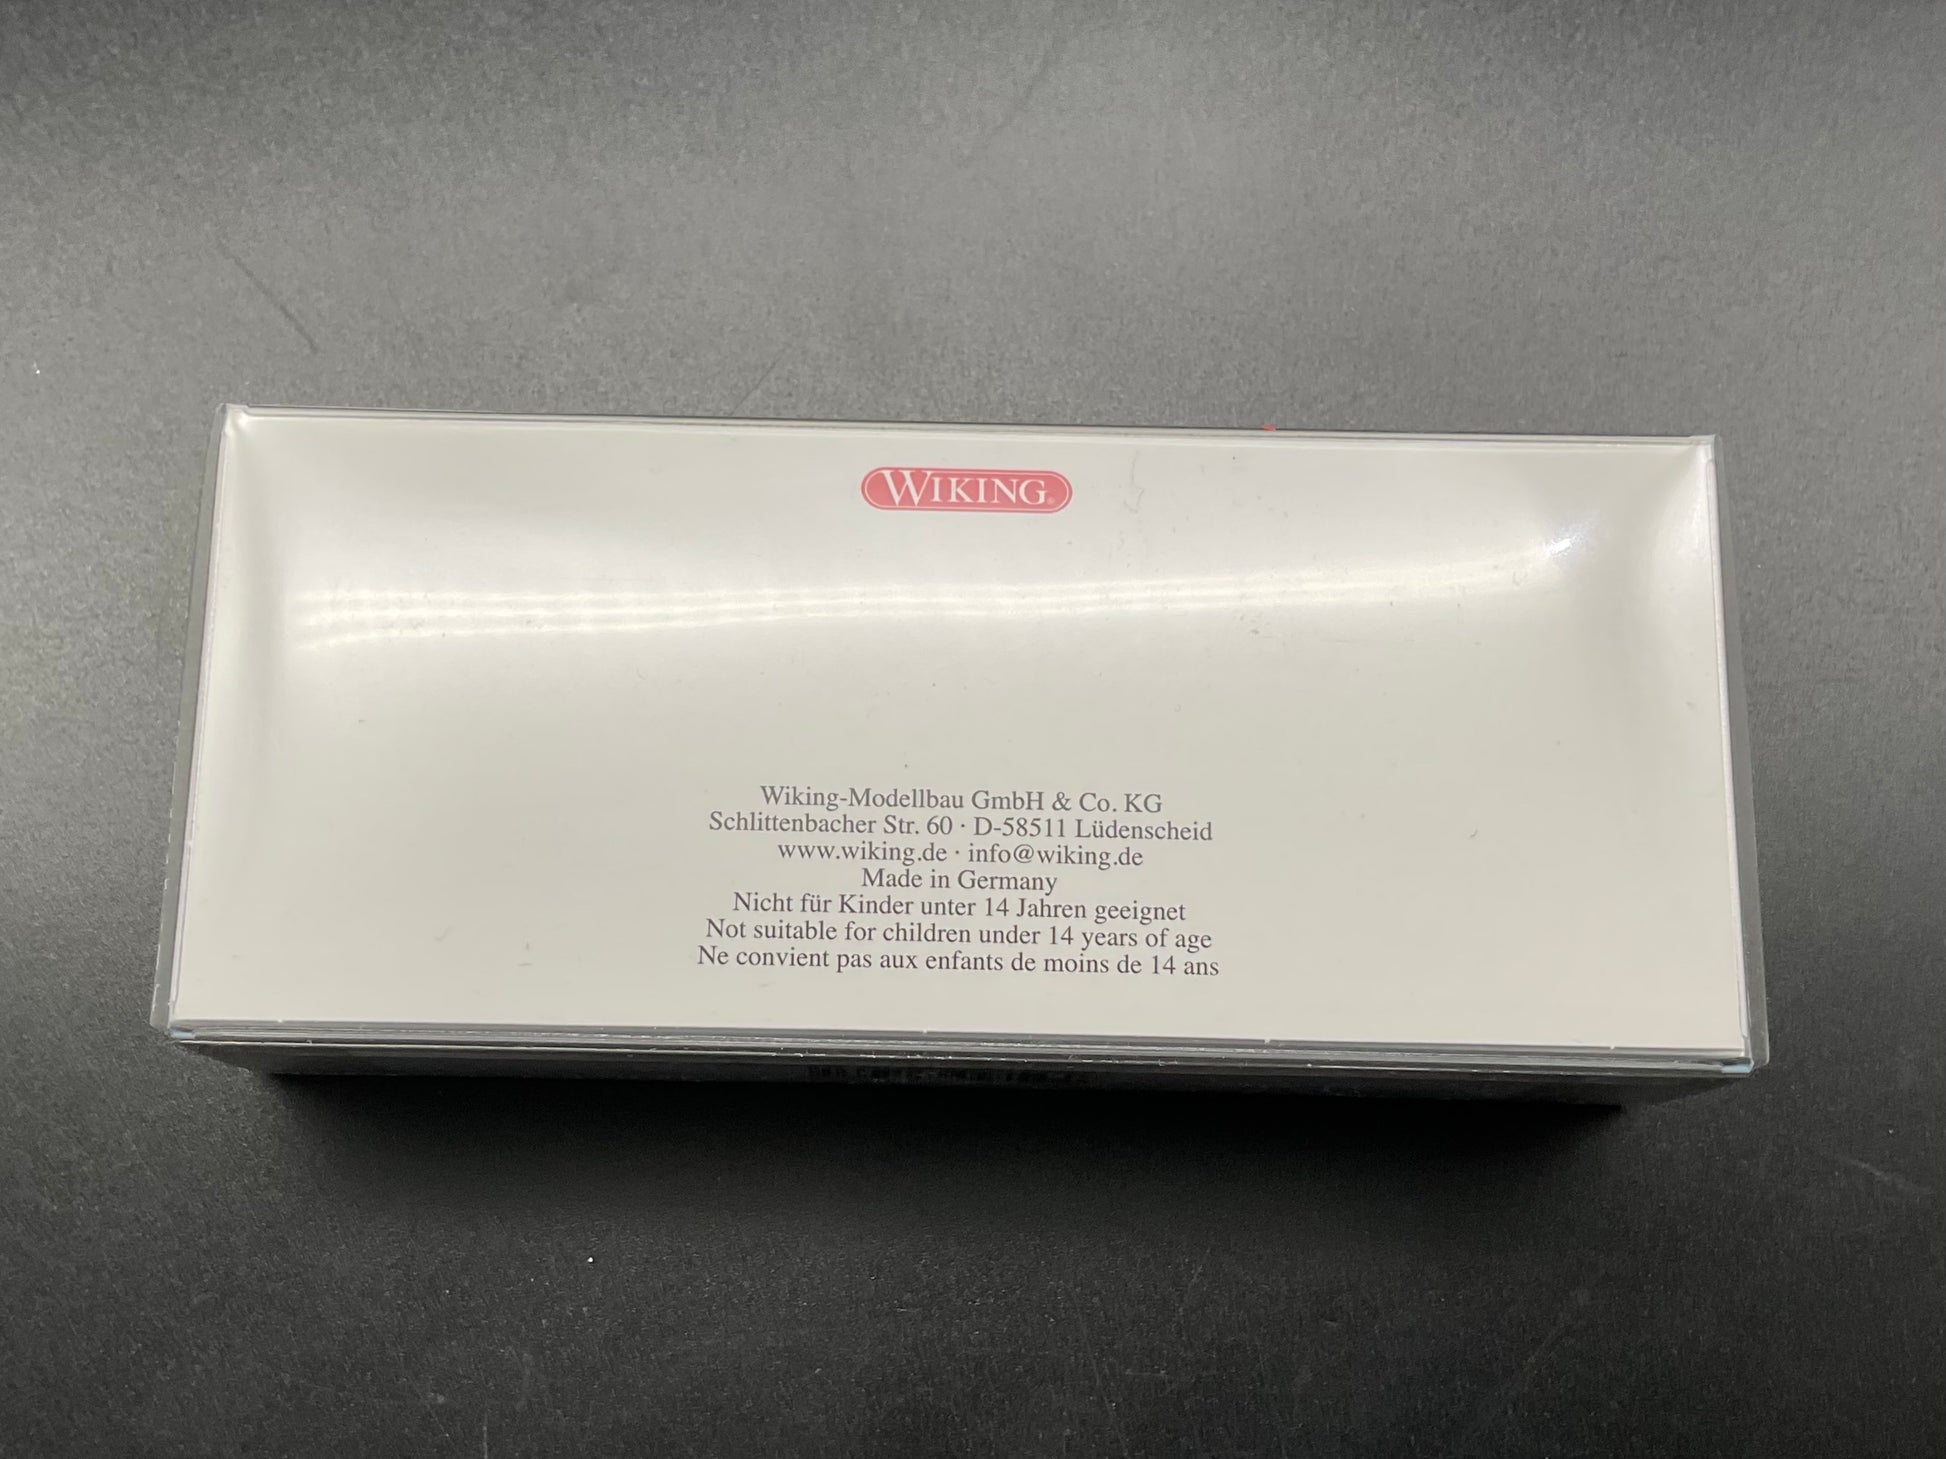 WIKING®
Wiking-Modellbau GmbH & Co. KG
Schlittenbacher Str. 60 · D-58511 Lüdenscheid
www.wiking.de · info@wiking.de
Made in Germany
Nicht für Kinder unter 14 Jahren geeignet
Not suitable for children under 14 years of age
Ne convient pas aux enfants de moins de 14 ans